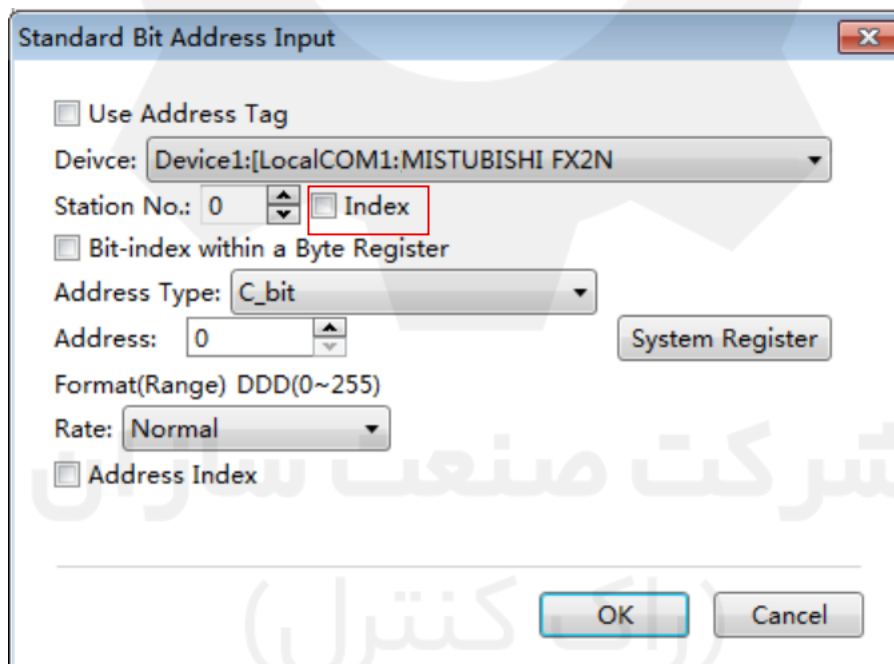 Standard Bit Address Input
Use Address Tag
Deivce: Device1:[LocalCOM1:MISTUBISHI FX2N
Station No.: 0 Index
Bit-index within a Byte Register
Address Type: C_bit
Address: 0 System Register
Format(Range) DDD(0~255)
Rate: Normal
Address Index
شرکت صنعت سازان
OK Cancel
(راک کنترل)